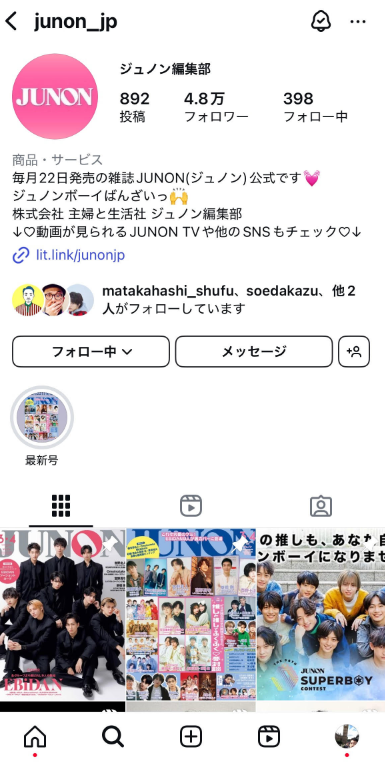 junon_jp
JUNON
ジュノン編集部
892
4.8万
398
投稿
フォロワー
フォロー中
商品・サービス
毎月22日発売の雑誌JUNON(ジュノン)公式です💓
ジュノンボーイばんざいっ🙌
株式会社 主婦と生活社 ジュノン編集部
↓♡動画が見られるJUNON TVや他のSNSもチェック♡↓
lit.link/junonjp
matakahashi_shufu、soedakazu、他2
人がフォローしています
フォロー中
メッセージ
最新号
JUNON
EBiDAN
JUNON
の推しも、あな
ンボーイになりませ
JUNON
SUPERBOY
CONTEST